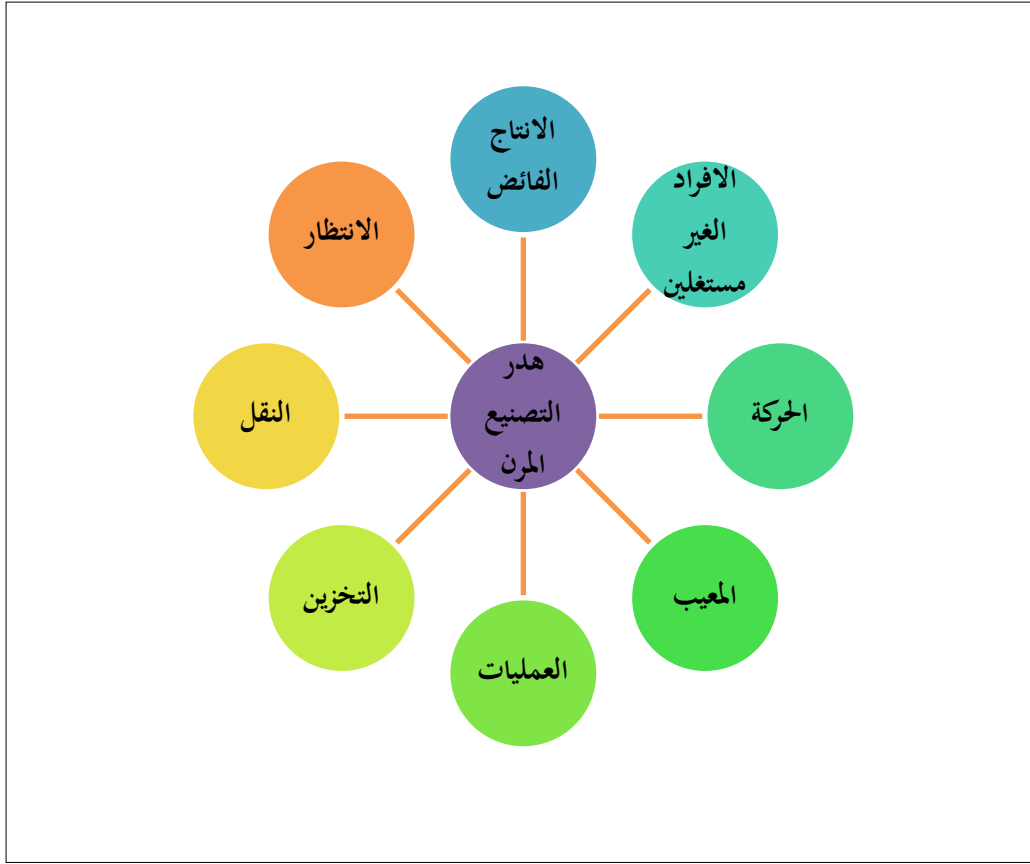 الانتاج
الفائض
الافراد
الغير
مستغلين
الانتظار
هدر
التصنيع
المرن
الحركة
النقل
المعيب
التخزين
العمليات